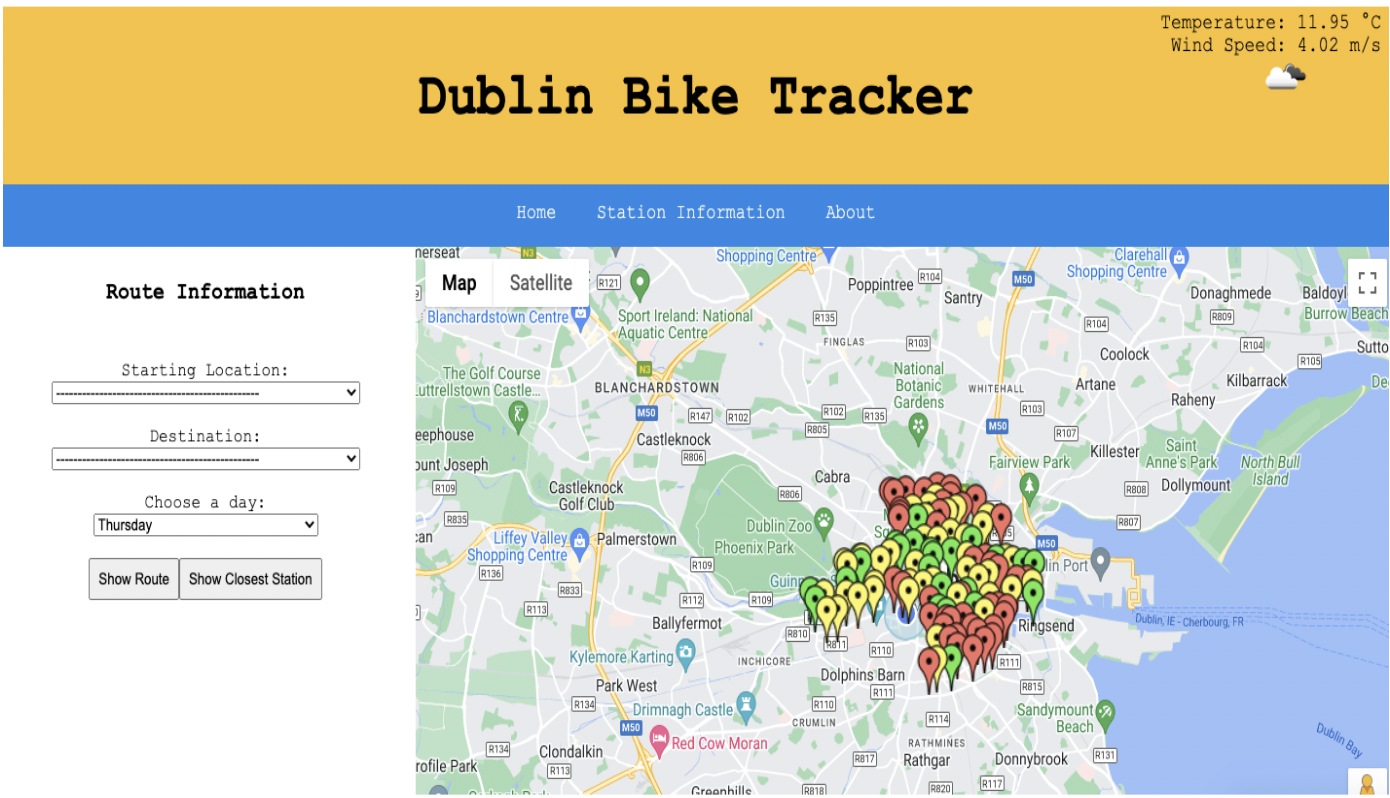 Temperature: 11.95 °C
Wind Speed: 4.02 m/s
Dublin Bike Tracker
Home Station Information About
Route Information
Starting Location:
------------------------------------------------
Destination:
------------------------------------------------
Choose a day:
Thursday
Show Route Show Closest Station
Map Satellite
merseat
N3
Shopping Centre
Clarehall
Shopping Centre
R121
Poppintree
R104
Santry
M50
Donaghmede
Baldoyl
Burrow Beach
Blanchardstown Centre
Sport Ireland: National
Aquatic Centre
R135
R104
R809
FINGLAS
R103
Coolock
R104
R105
Sutto
The Golf Course
uttrellstown Castle...
N3
BLANCHARDSTOWN
National
Botanic
Gardens
WHITEHALL
Artane
Kilbarrack
Raheny
De
M50
R147
R102
R102
R135
R103
R805
M50
R107
eephouse
Castleknock
R806
Killester
Saint
Anne's Park
North Bull
Island
ount Joseph
Cabra
Fairview Park
R109
Castleknock
Golf Club
R806
R808
Dollymount
R835
Dublin Zoo
R807
can
Liffey Valley
Shopping Centre
Palmerstown
Phoenix Park
M50
R136
R109
lin Port
R833
Guinn
R113
R112
R109
Ballyfermot
R810
R811
Ringsend
Dublin, IE - Cherbourg, FR
Kylemore Karting
INCHICORE
R110
R111
Park West
Dolphins Barn
R111
R815
R134
Drimnagh Castle
R110
Sandymount
Beach
M50
CRUMLIN
R114
Red Cow Moran
RATHMINES
Dublin Bay
R134
Clondalkin
R817
Rathgar
Donnybrook
R131
rofile Park
R113
R117
Greenhills
R818
R820